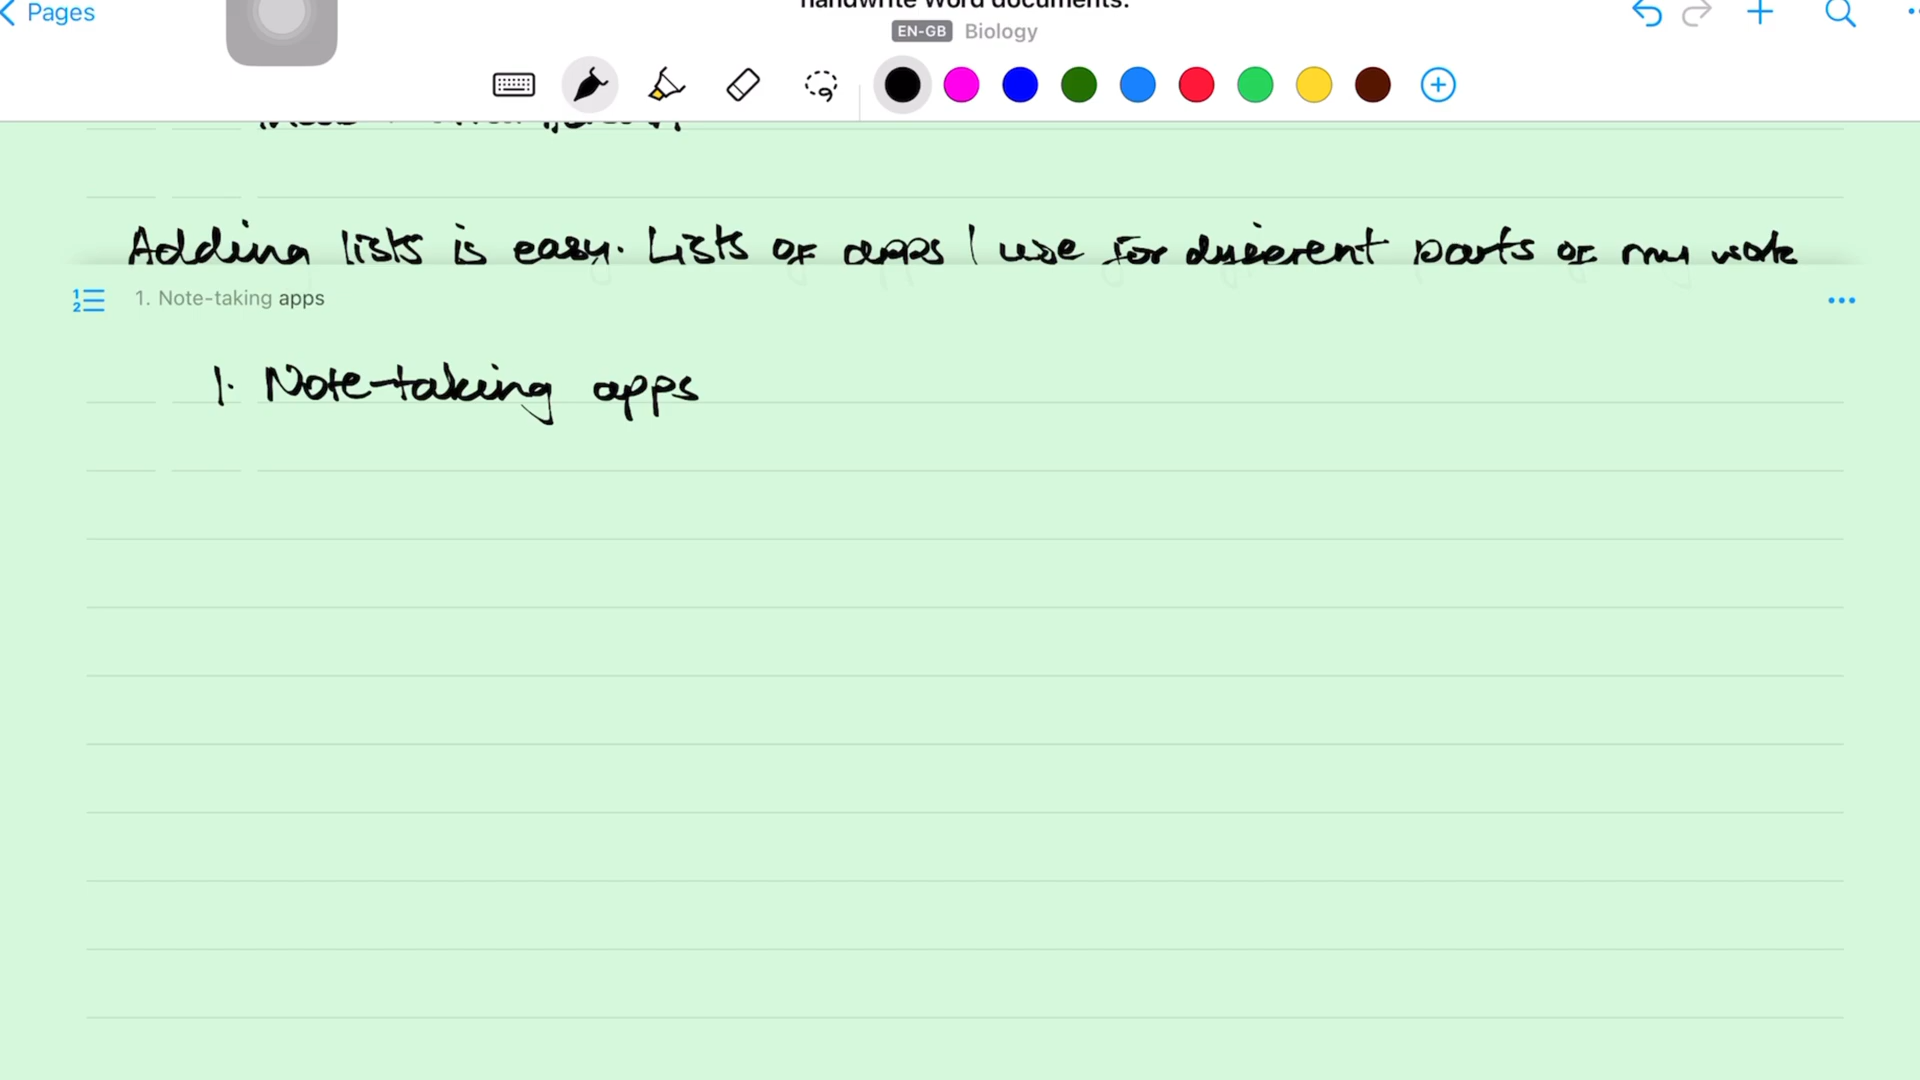 Pages
handwrite Word documents.
EN-GB Biology
Adding lists is easy. Lists of apps I use for different parts of my work
1. Note-taking apps
1. Note-taking apps